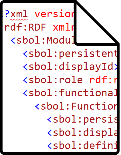 ?xml version
rdf:RDF xmln
<sbol:Modul
<sbol:persistent
<sbol:displayId>
<sbol:role rdf:r
<sbol:functional
<sbol:Function
<sbol:persis
<sbol:displa
<sbol:defini